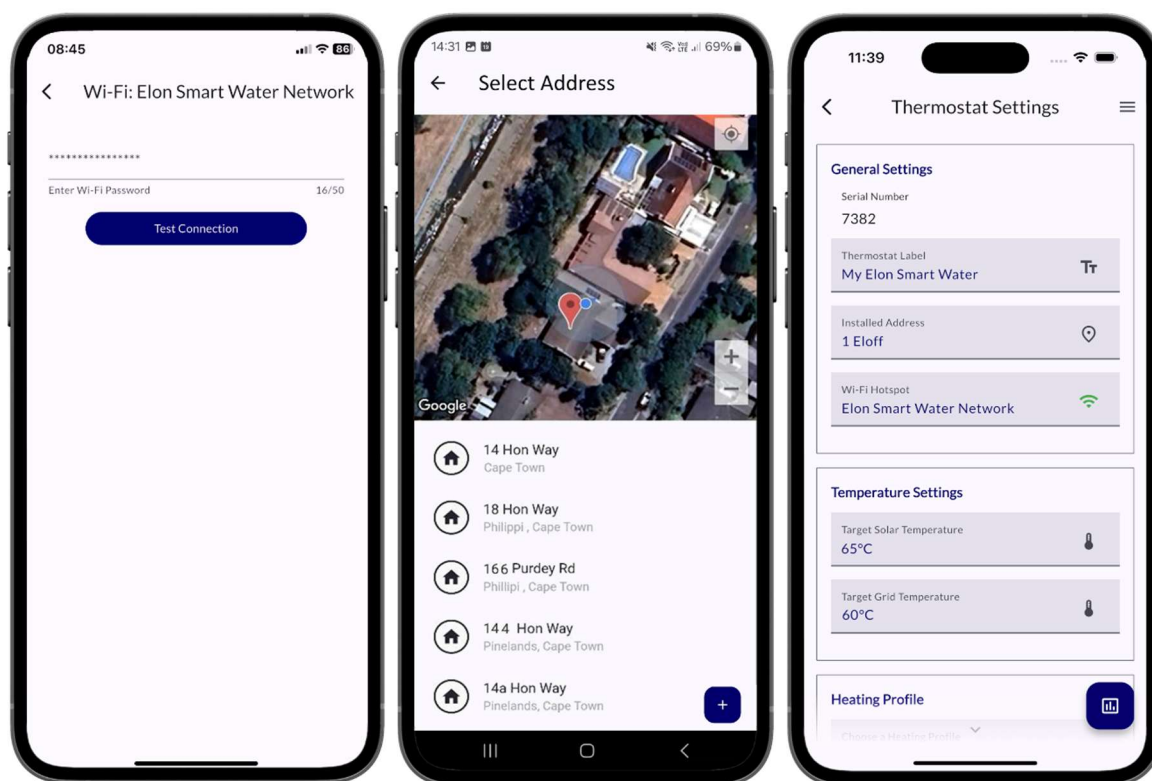 08:45
86
Wi-Fi: Elon Smart Water Network
****************
Enter Wi-Fi Password
16/50
Test Connection
14:31
69%
Select Address
Google
14 Hon Way
Cape Town
18 Hon Way
Philippi , Cape Town
166 Purdey Rd
Phillipi , Cape Town
144 Hon Way
Pinelands, Cape Town
14a Hon Way
Pinelands, Cape Town
11:39
Thermostat Settings
General Settings
Serial Number
7382
Thermostat Label
My Elon Smart Water
Installed Address
1 Eloff
Wi-Fi Hotspot
Elon Smart Water Network
Temperature Settings
Target Solar Temperature
65°C
Target Grid Temperature
60°C
Heating Profile
Choose a Heating Profile